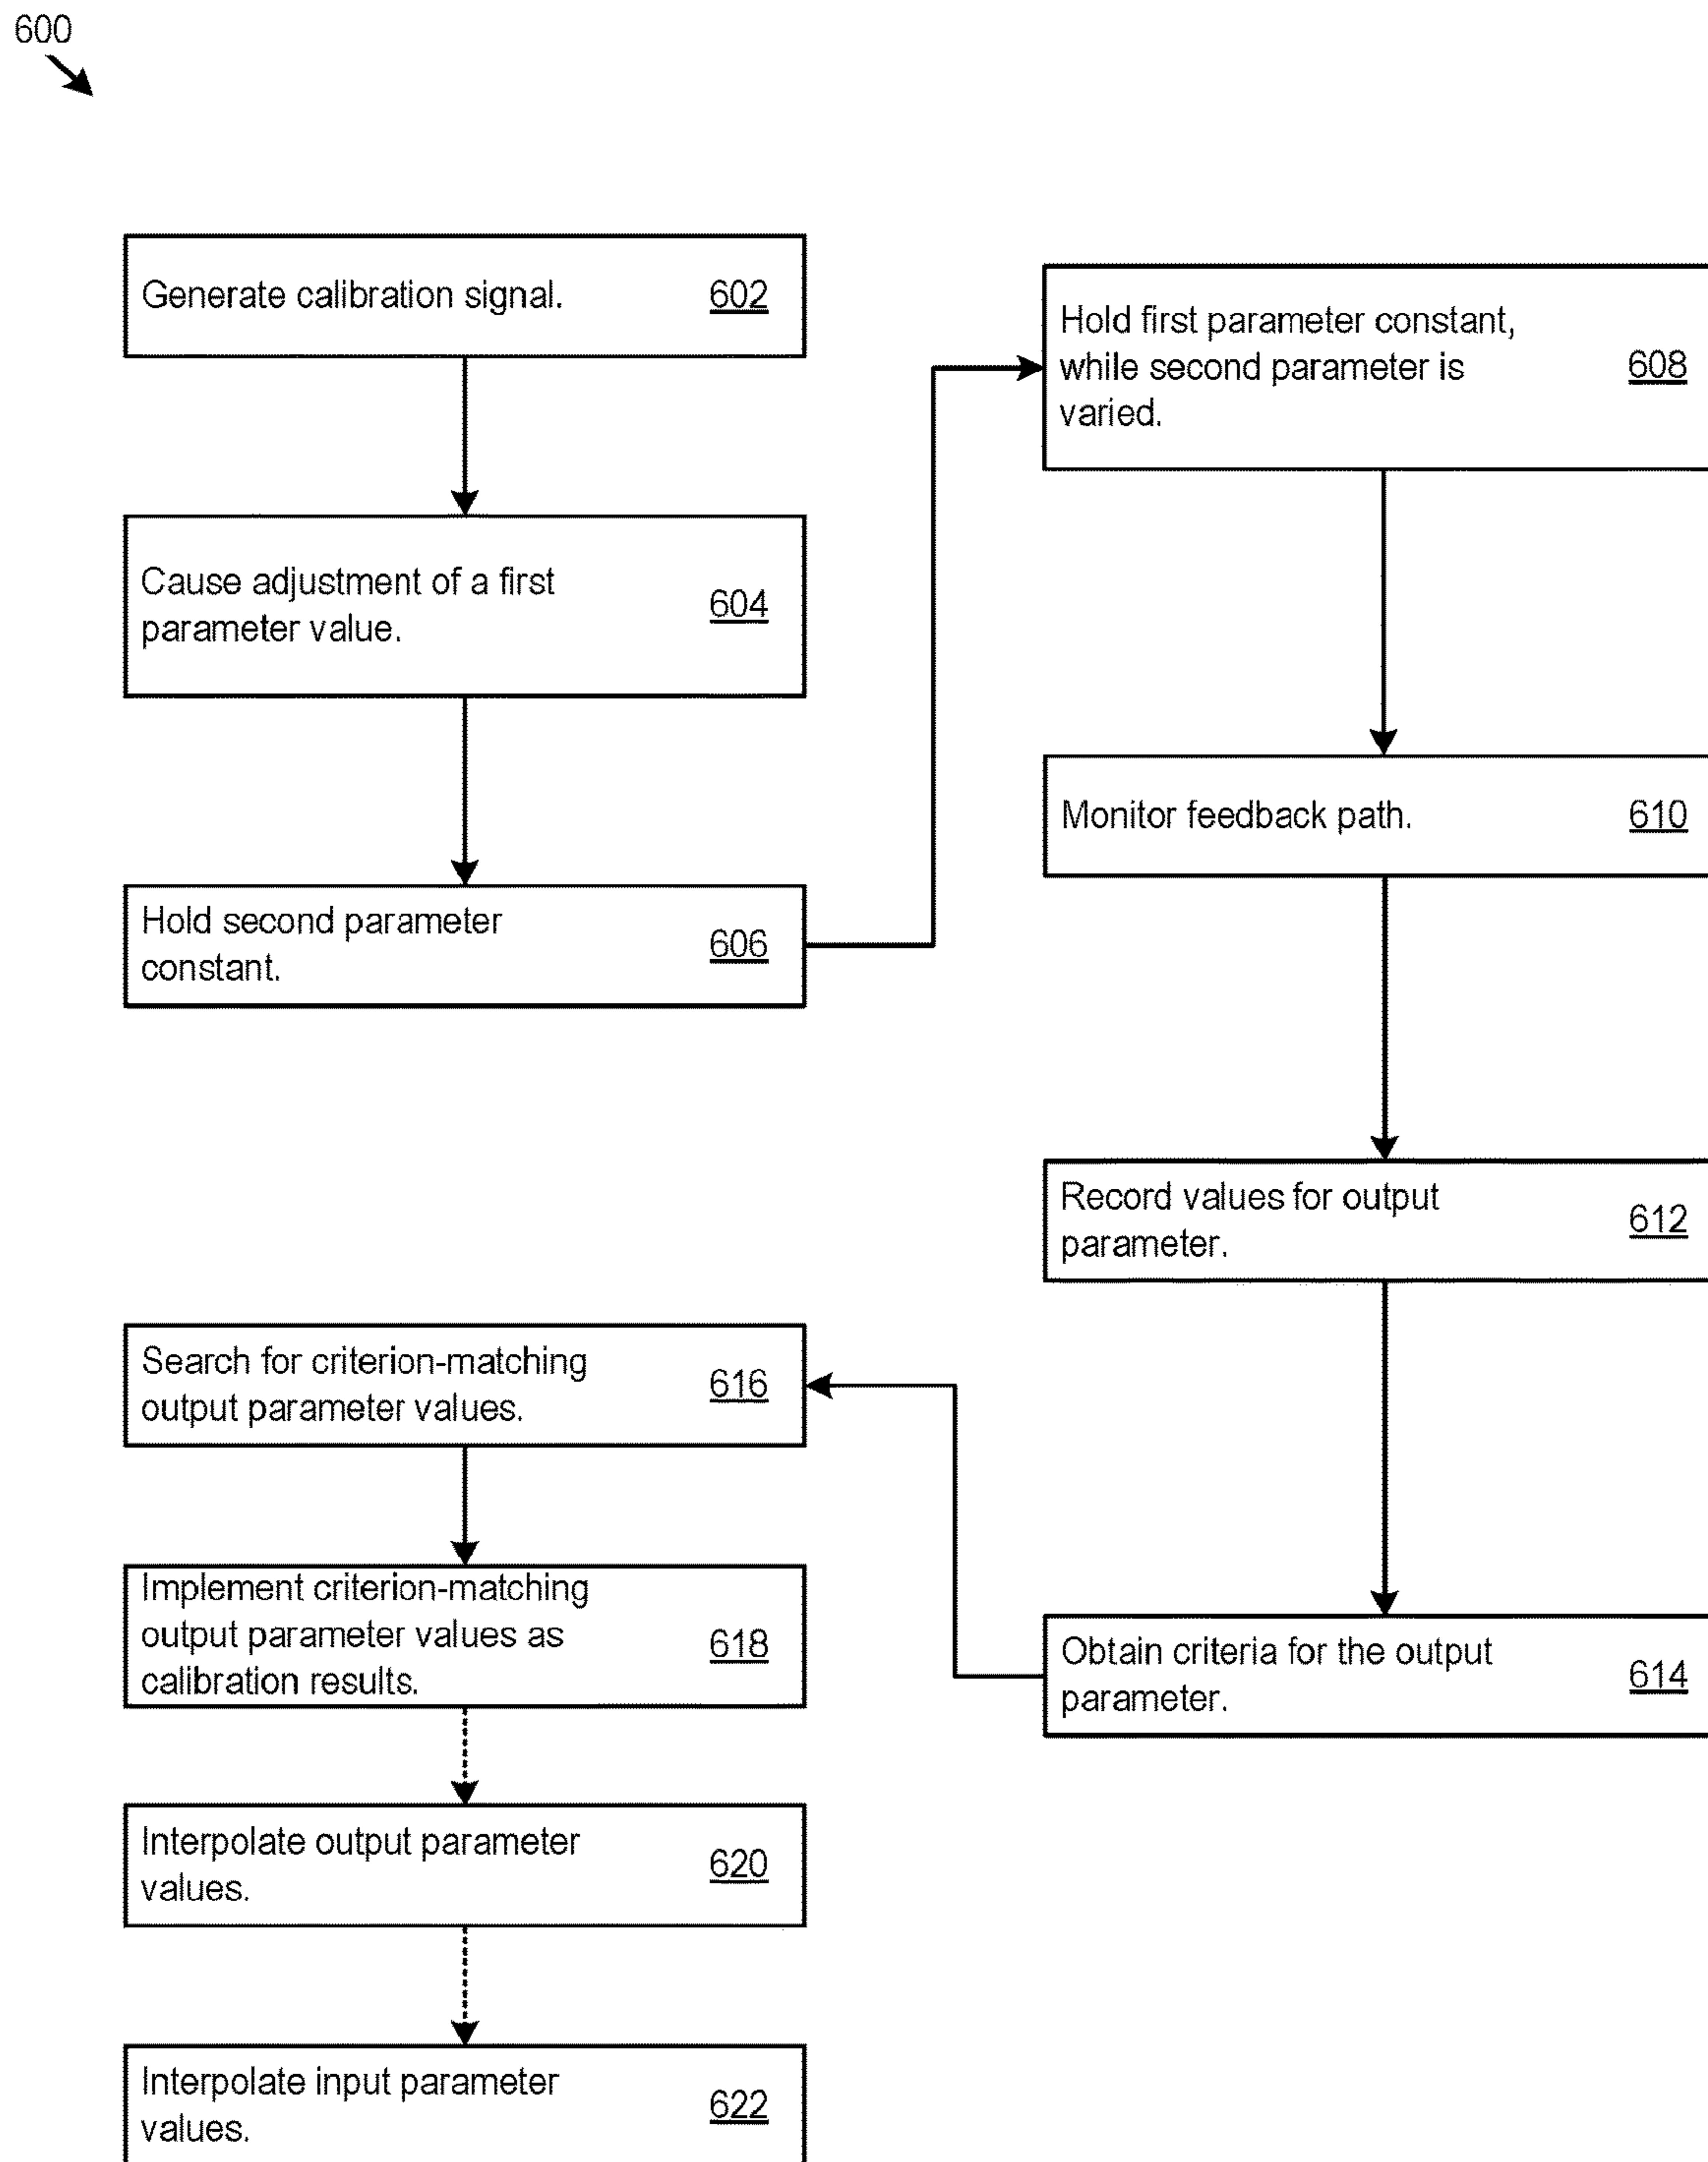 600
Generate calibration signal. 602
Cause adjustment of a first
parameter value. 604
Hold second parameter
constant. 606
Hold first parameter constant,
while second parameter is 608
varied.
Monitor feedback path. 610
Record values for output
parameter. 612
Obtain criteria for the output
parameter. 614
Search for criterion-matching
output parameter values. 616
Implement criterion-matching
output parameter values as 618
calibration results.
Interpolate output parameter
values. 620
Interpolate input parameter
values. 622